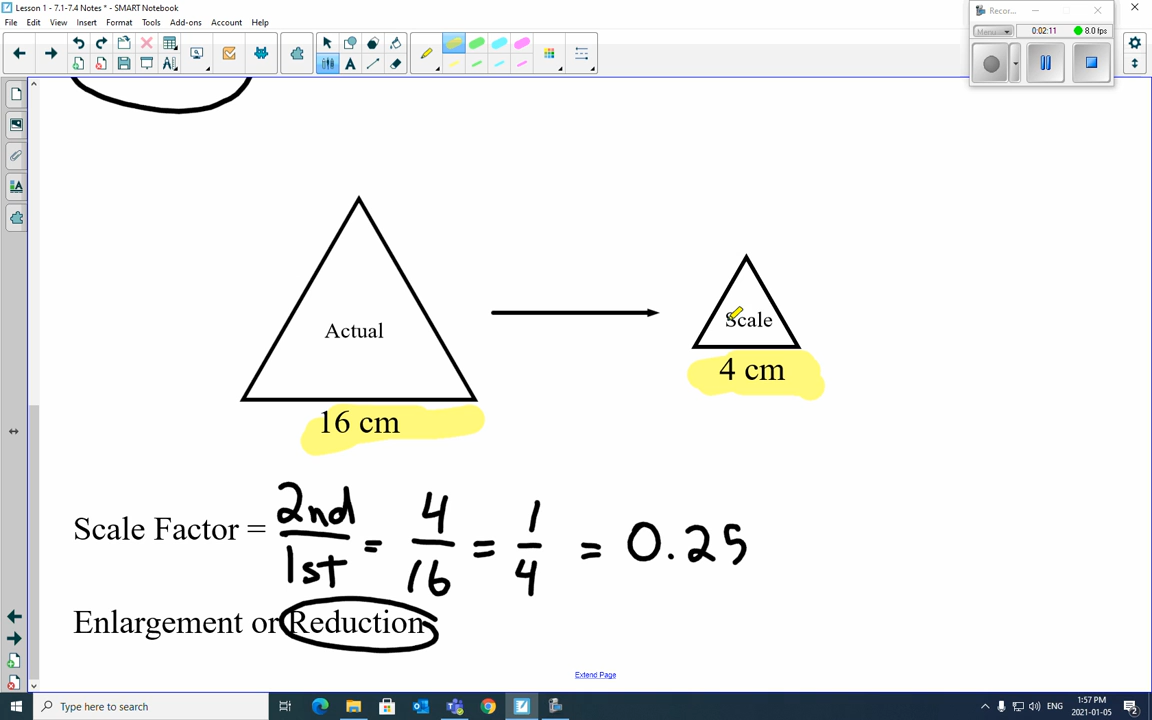 Lesson 1 - 7.1-7.4 Notes * - SMART Notebook
File Edit View Insert Format Tools Add-ons Account Help
Recor...
Menu
0:02:11 8.0 fps
Actual
Scale
4 cm
16 cm
Scale Factor = 2nd/1st = 4/16 = 1/4 = 0.25
Enlargement or Reduction
Extend Page
Type here to search
ENG
1:57 PM
2021-01-05
2